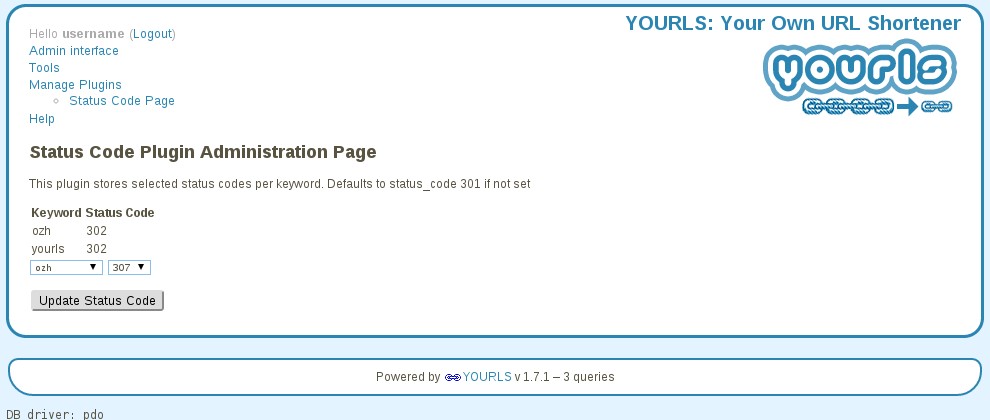 YOURLS: Your Own URL Shortener
yourls
Hello username (Logout)
Admin interface
Tools
Manage Plugins
Status Code Page
Help
Status Code Plugin Administration Page
This plugin stores selected status codes per keyword. Defaults to status_code 301 if not set
Keyword Status Code
ozh 302
yourls 302
ozh 307
Update Status Code
Powered by YOURLS v 1.7.1 – 3 queries
DB driver: pdo